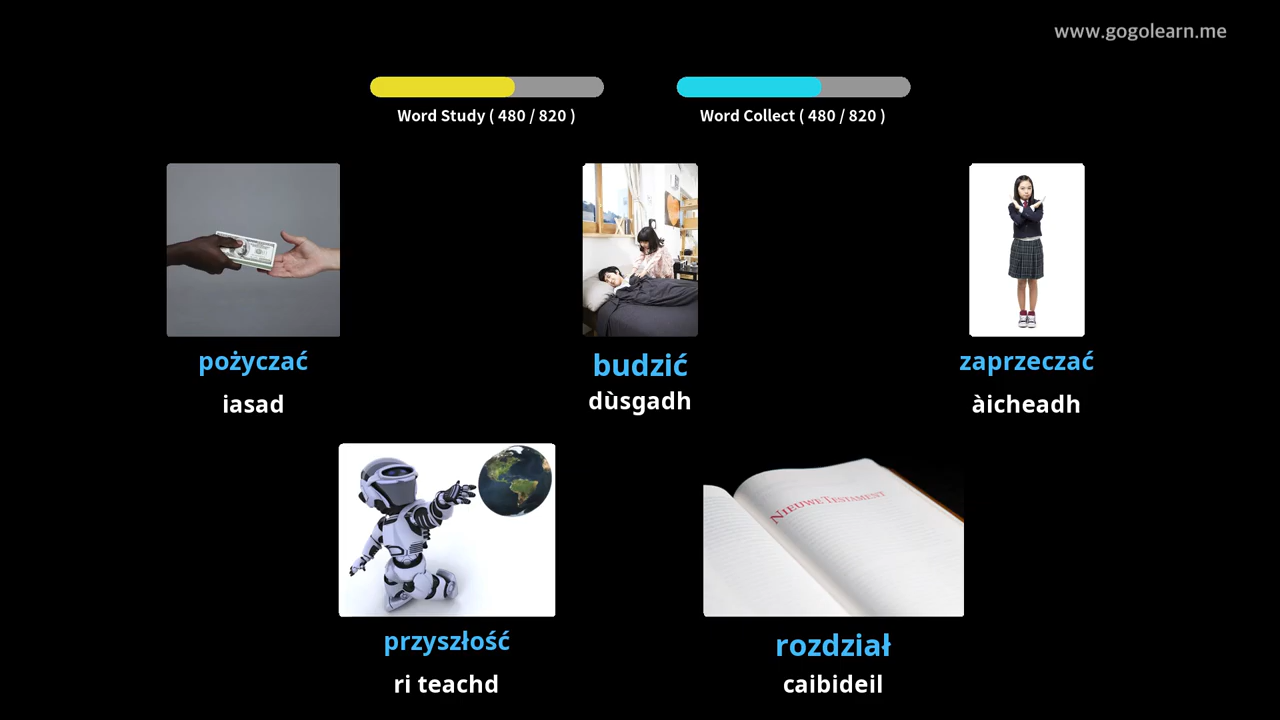 www.gogolearn.me
Word Study ( 480 / 820 )
Word Collect ( 480 / 820 )
pożyczać
iasad
budzić
dùsgadh
zaprzeczać
àicheadh
NIEUWE TESTAMENT
przyszłość
ri teachd
rozdział
caibideil